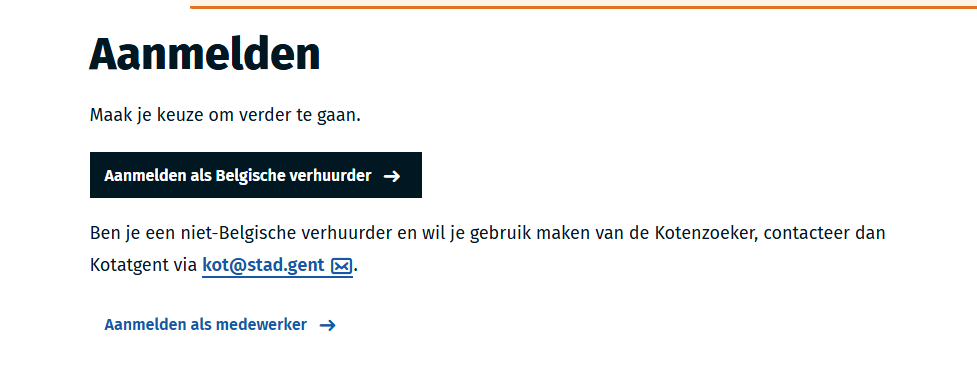 Aanmelden
Maak je keuze om verder te gaan.
Aanmelden als Belgische verhuurder
Ben je een niet-Belgische verhuurder en wil je gebruik maken van de Kotenzoeker, contacteer dan
Kotatgent via kot@stad.gent.
Aanmelden als medewerker